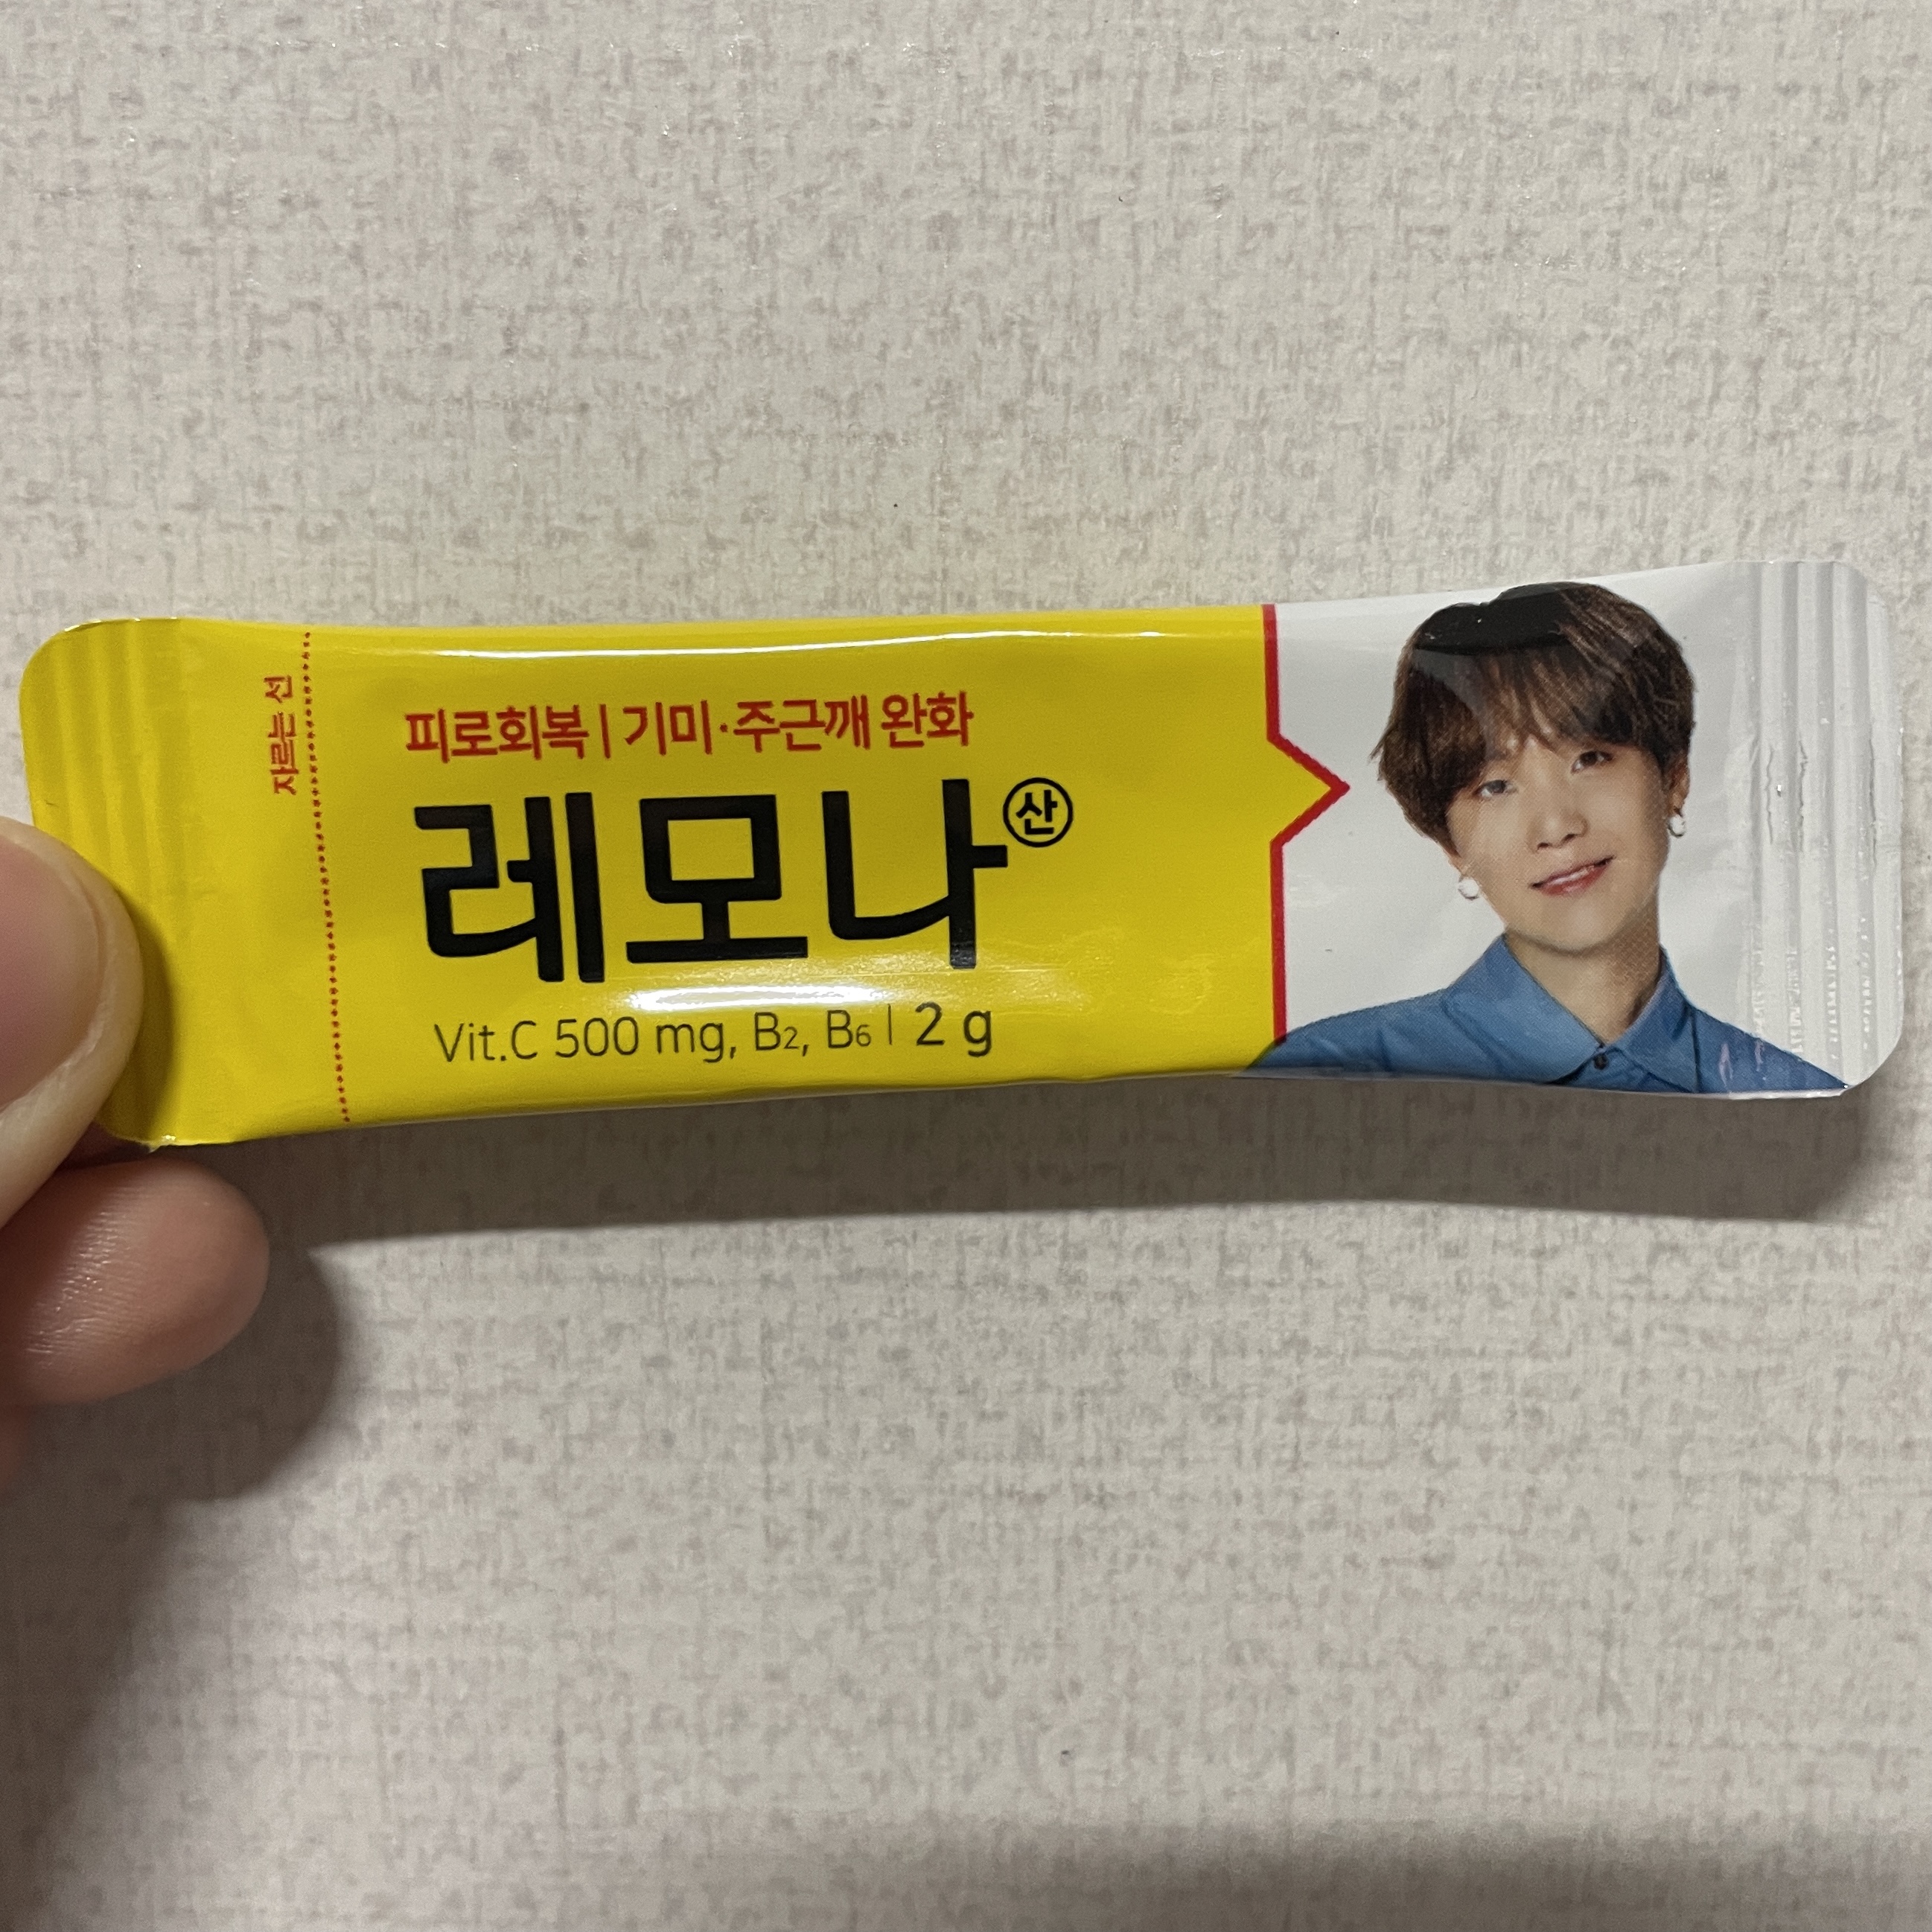 자르는 선
피로회복 | 기미·주근깨 완화
레모나 산
Vit.C 500 mg, B2, B6 | 2 g